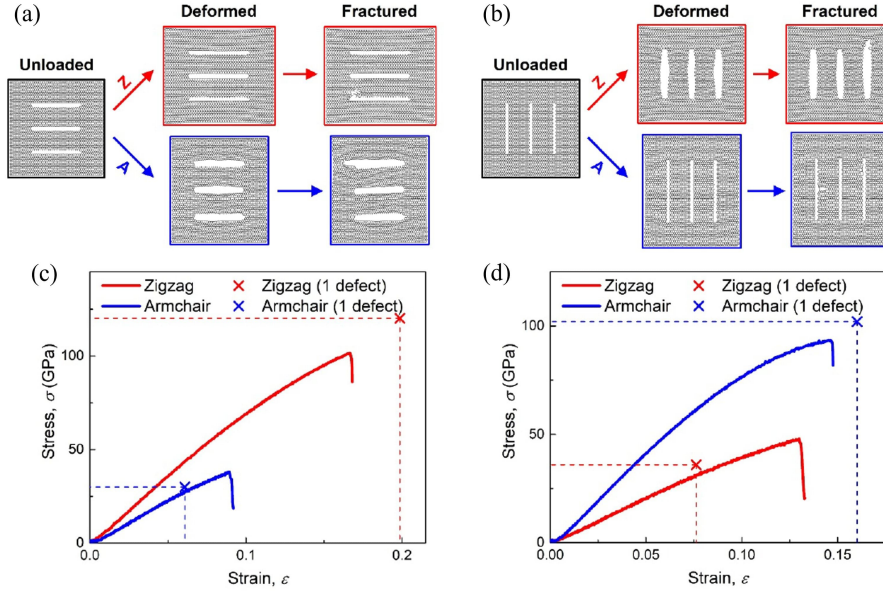 (a)
Deformed
Fractured
Unloaded
Z
A
(b)
Deformed
Fractured
Unloaded
Z
A
(c)
Zigzag
Armchair
Zigzag (1 defect)
Armchair (1 defect)
Stress, σ (GPa)
100
50
0
0.0
0.1
0.2
Strain, ε
(d)
Zigzag
Armchair
Zigzag (1 defect)
Armchair (1 defect)
Stress, σ (GPa)
100
50
0
0.00
0.05
0.10
0.15
Strain, ε